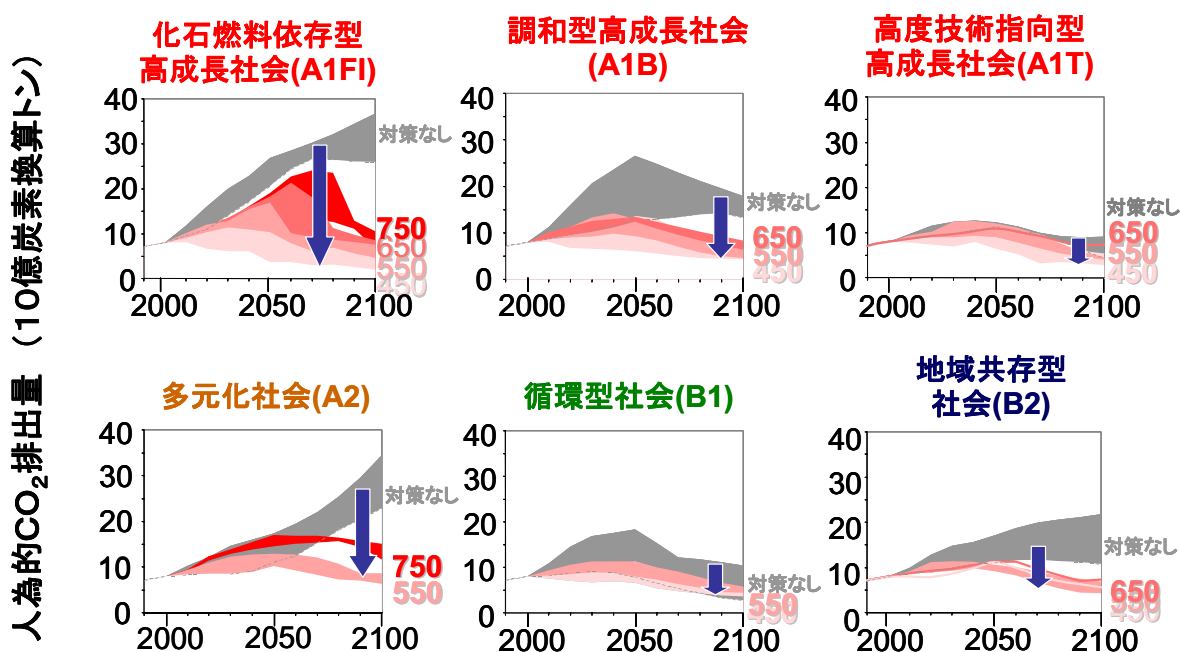 人為的CO2排出量（10億炭素換算トン）
化石燃料依存型
高成長社会(A1FI)
40
30
20
10
0
2000 2050 2100
対策なし
750
650
550
450
調和型高成長社会
(A1B)
40
30
20
10
0
2000 2050 2100
対策なし
650
550
450
高度技術指向型
高成長社会(A1T)
40
30
20
10
0
2000 2050 2100
対策なし
650
550
450
多元化社会(A2)
40
30
20
10
0
2000 2050 2100
対策なし
750
550
循環型社会(B1)
40
30
20
10
0
2000 2050 2100
対策なし
550
450
地域共存型
社会(B2)
40
30
20
10
0
2000 2050 2100
対策なし
650
550
450